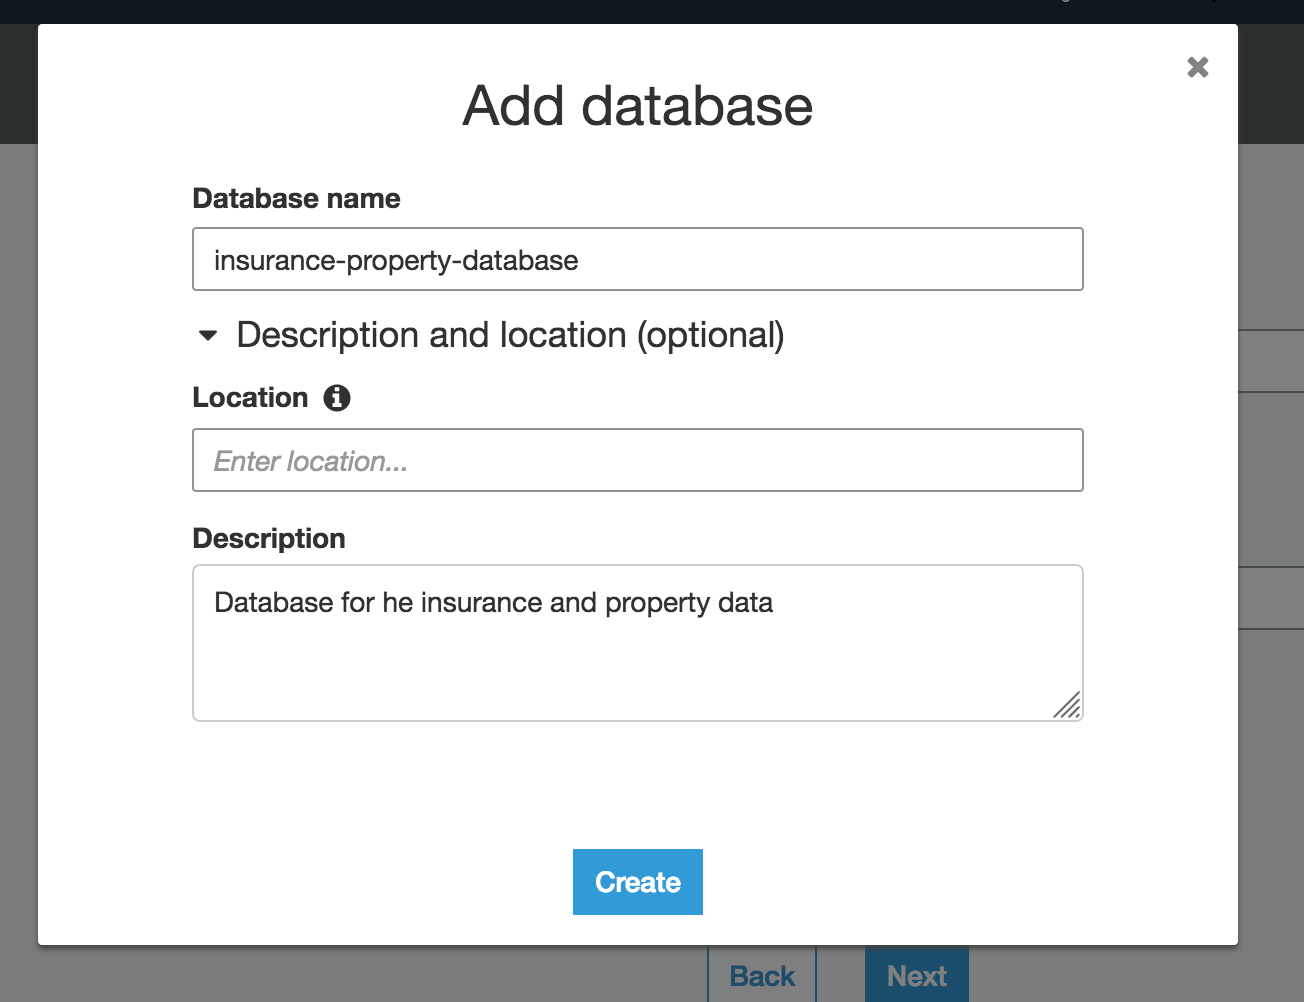 Add database
Database name
insurance-property-database
Description and location (optional)
Location
Enter location...
Description
Database for he insurance and property data
Create
Back
Next